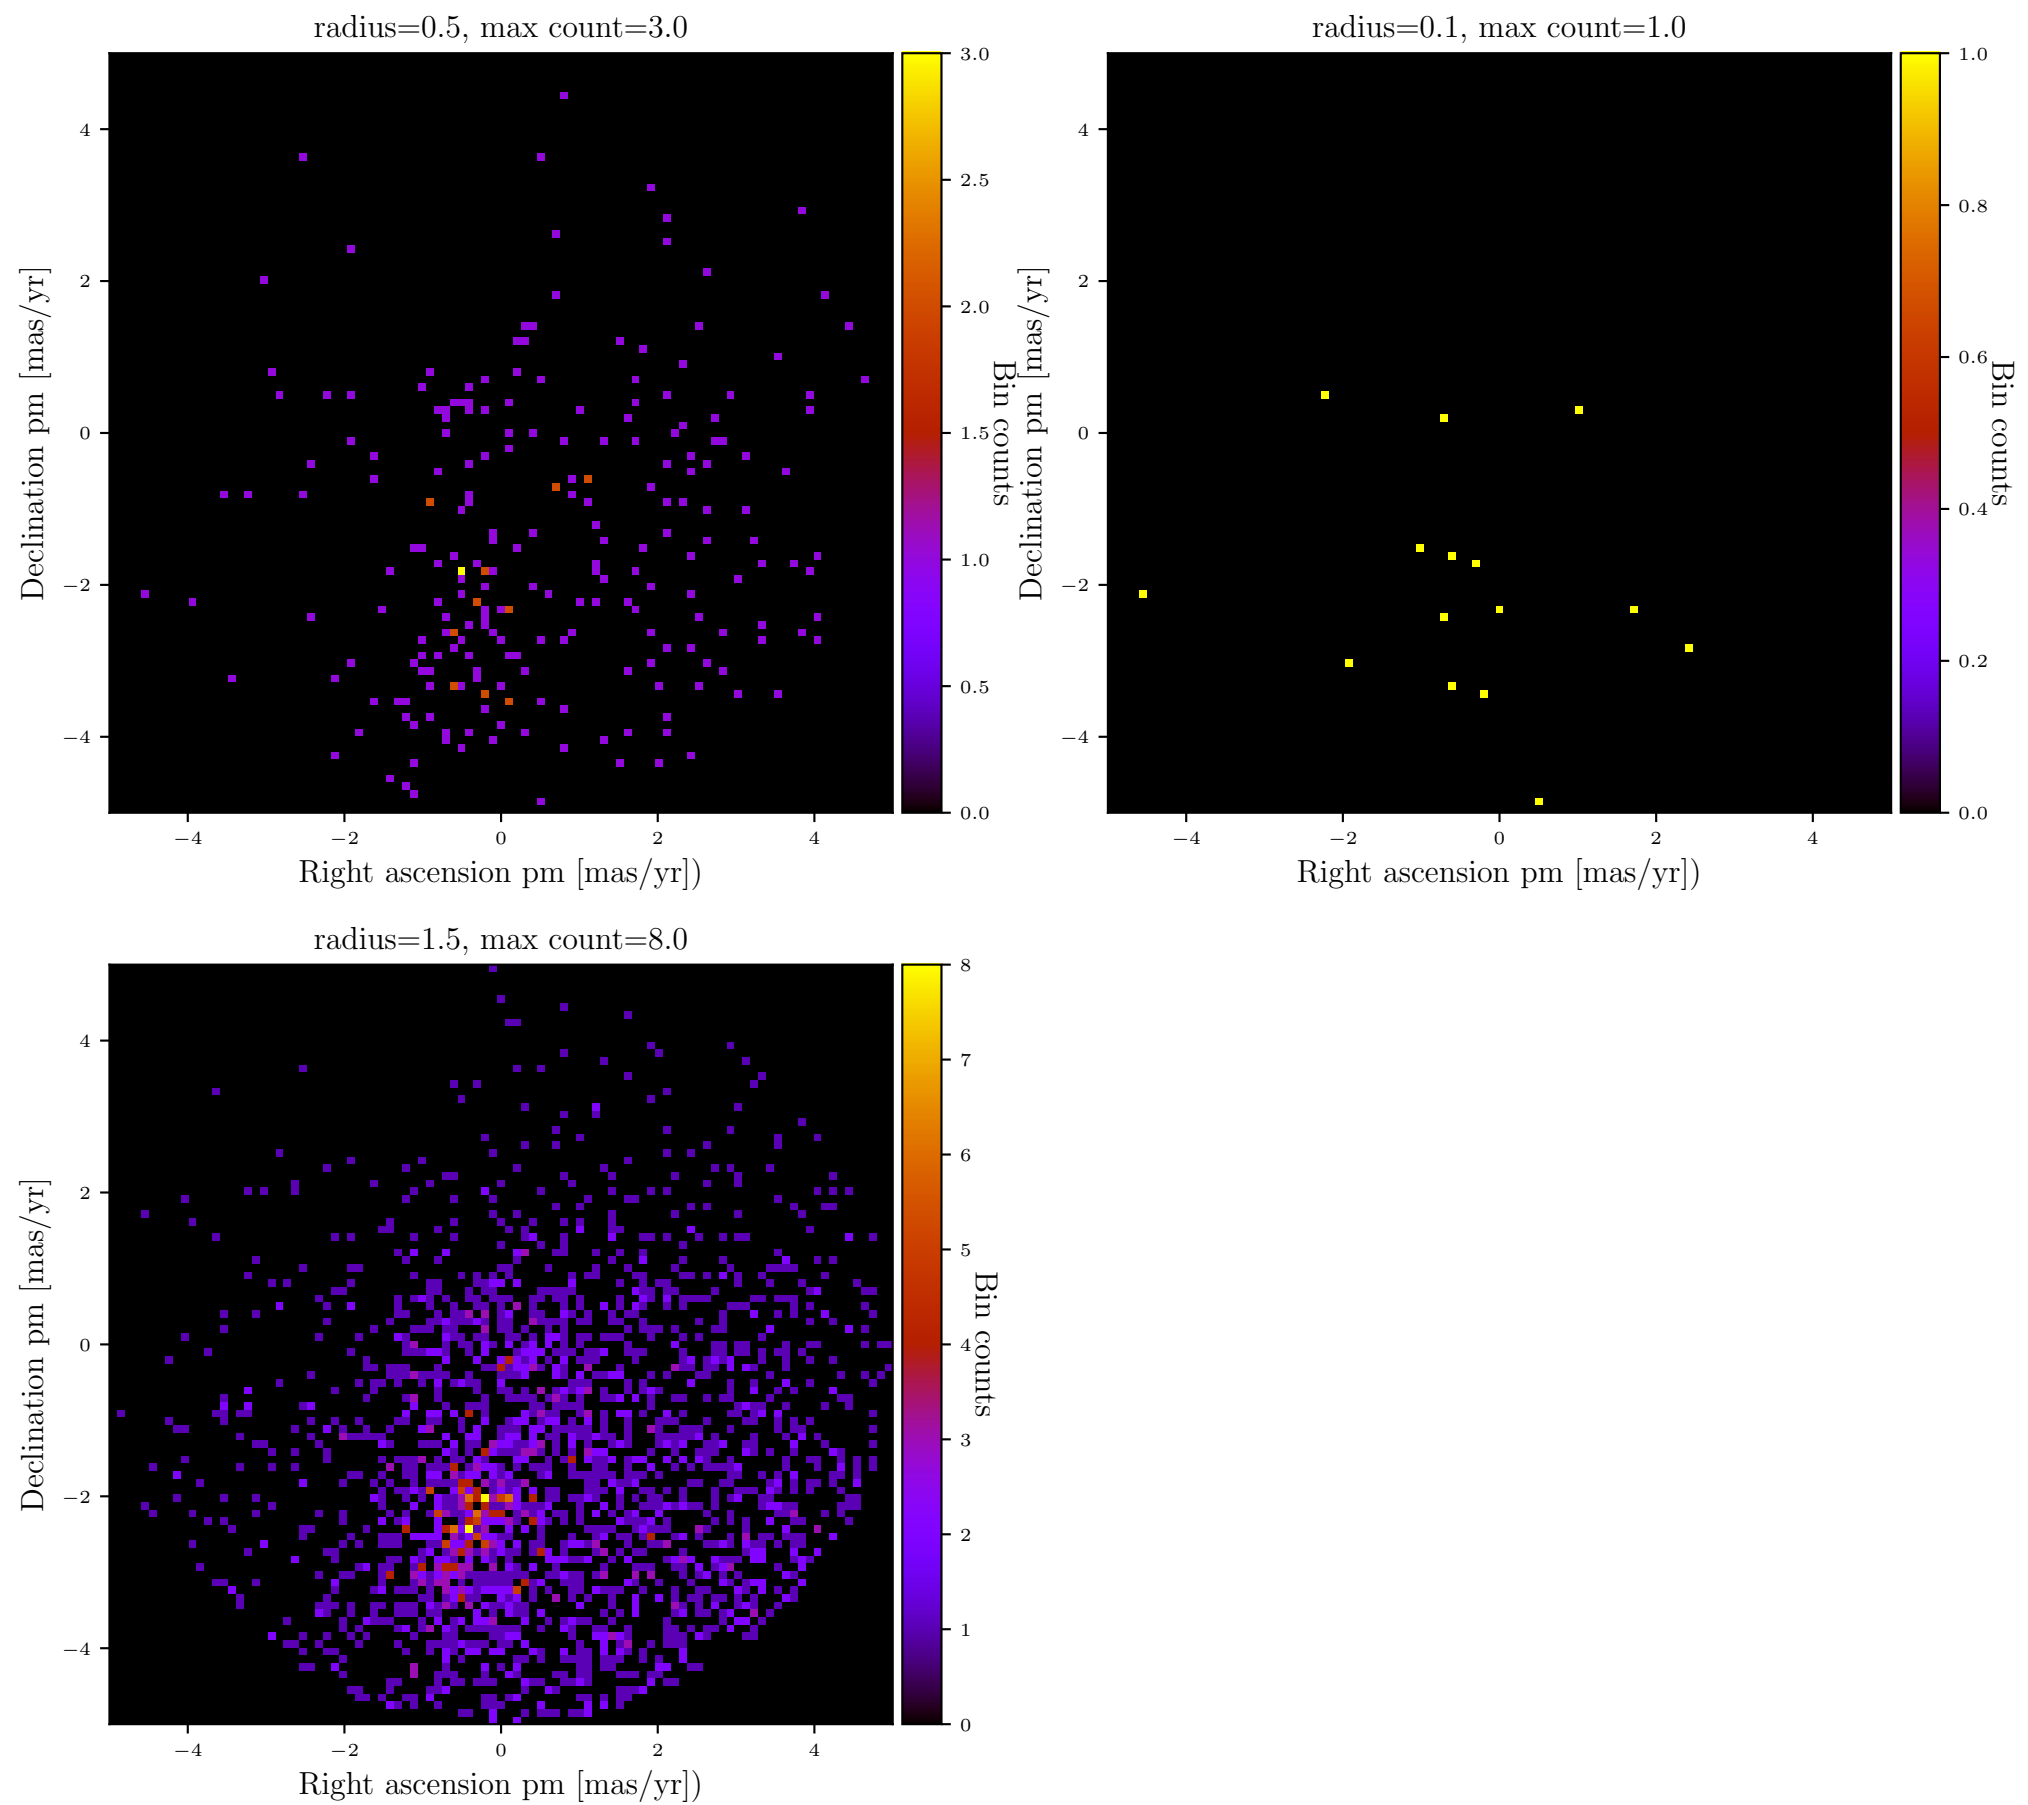 radius=0.5, max count=3.0
Declination pm [mas/yr]
4
2
0
−2
−4
−4 −2 0 2 4
Right ascension pm [mas/yr])
3.0
2.5
2.0
1.5
1.0
0.5
0.0
Bin counts
radius=0.1, max count=1.0
Declination pm [mas/yr]
4
2
0
−2
−4
−4 −2 0 2 4
Right ascension pm [mas/yr])
1.0
0.8
0.6
0.4
0.2
0.0
Bin counts
radius=1.5, max count=8.0
Declination pm [mas/yr]
4
2
0
−2
−4
−4 −2 0 2 4
Right ascension pm [mas/yr])
8
7
6
5
4
3
2
1
0
Bin counts